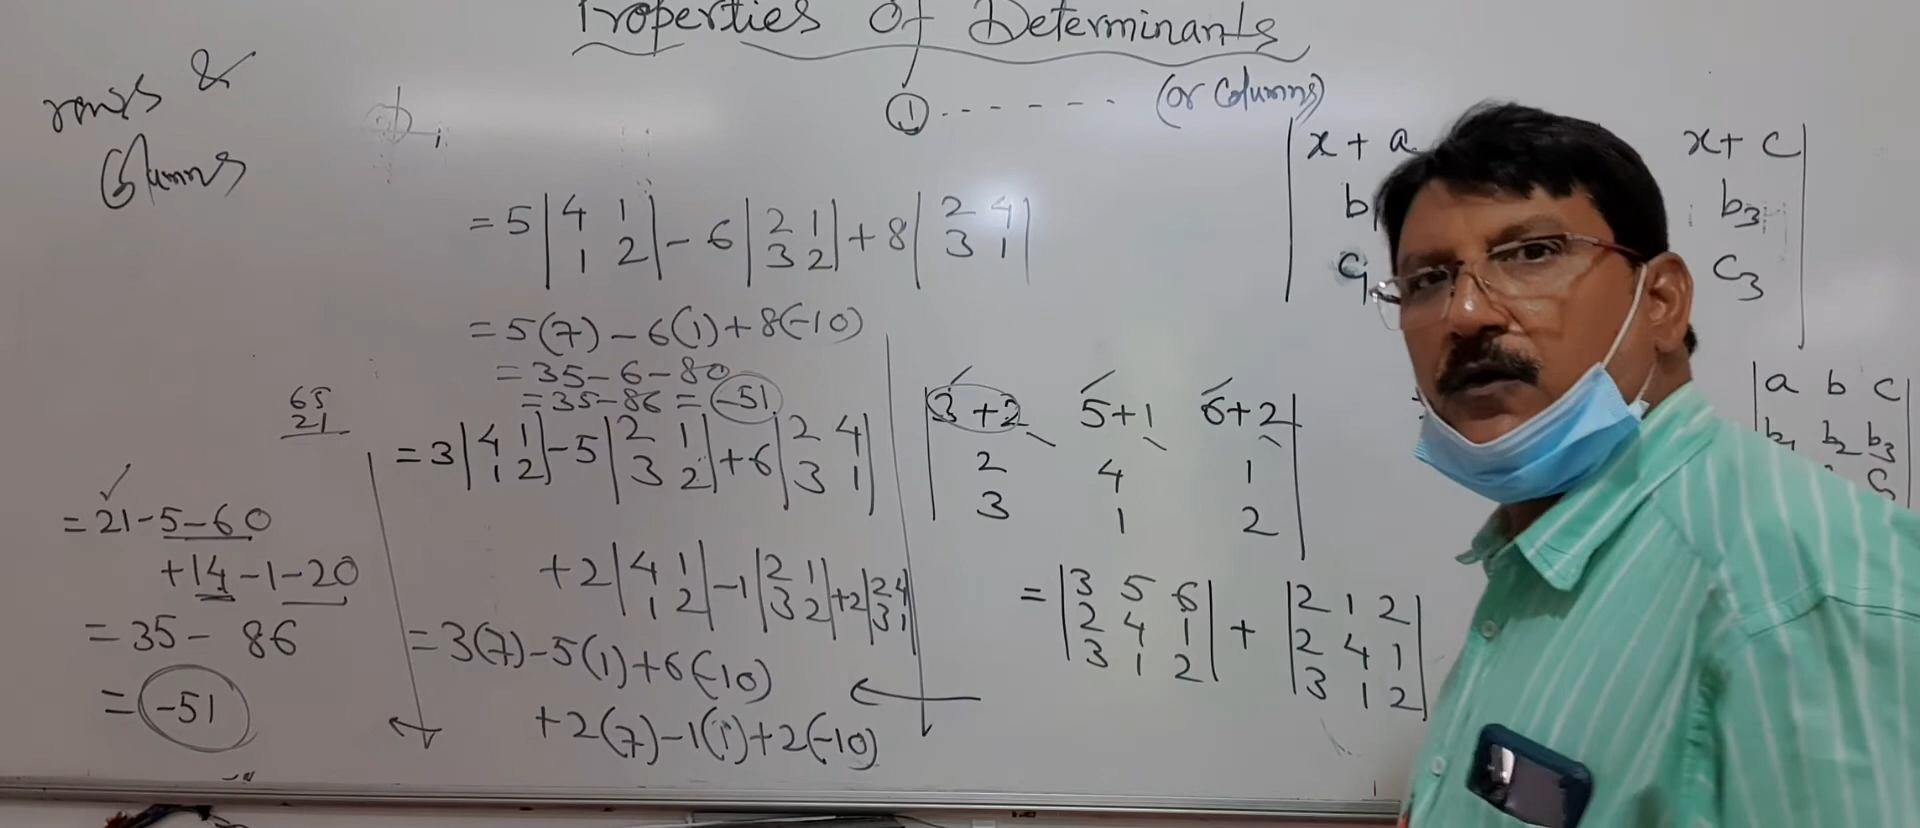 Properties Of Determinants
rows &
Columns
① - - - - - - (or Columns)
| x + a x + c |
| b b3 |
| c1 c3 |
= 5 | 4 1 | - 6 | 2 1 | + 8 | 2 4 |
| 1 2 | | 3 2 | | 3 1 |
= 5(7) - 6(1) + 8(-10)
= 35 - 6 - 80
= 35 - 86 = -51
= 3 | 4 1 | - 5 | 2 1 | + 6 | 2 4 |
| 1 2 | | 3 2 | | 3 1 |
+ 2 | 4 1 | - 1 | 2 1 | + 2 | 2 4 |
| 1 2 | | 3 2 | | 3 1 |
= 3(7) - 5(1) + 6(-10)
+ 2(7) - 1(1) + 2(-10)
65
21
= 21 - 5 - 60
+ 14 - 1 - 20
= 35 - 86
= -51
| 3 + 2 5 + 1 6 + 2 |
| 2 4 1 |
| 3 1 2 |
= | 3 5 6 | + | 2 1 2 |
| 2 4 1 | | 2 4 1 |
| 3 1 2 | | 3 1 2 |
| a b c |
| b1 b2 b3 |